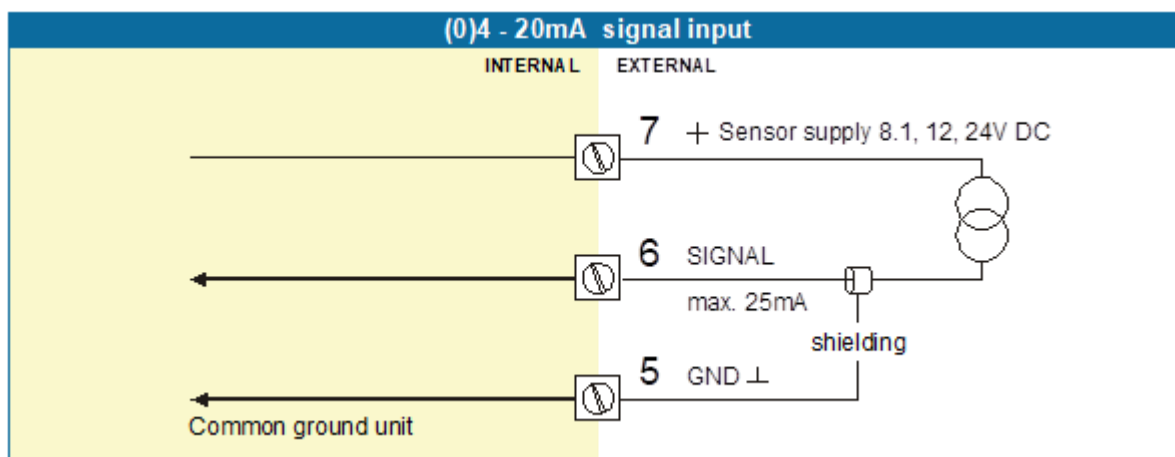 (0)4 - 20mA signal input
INTERNAL EXTERNAL
7 + Sensor supply 8.1, 12, 24V DC
6 SIGNAL
max. 25mA
shielding
5 GND ⊥
Common ground unit